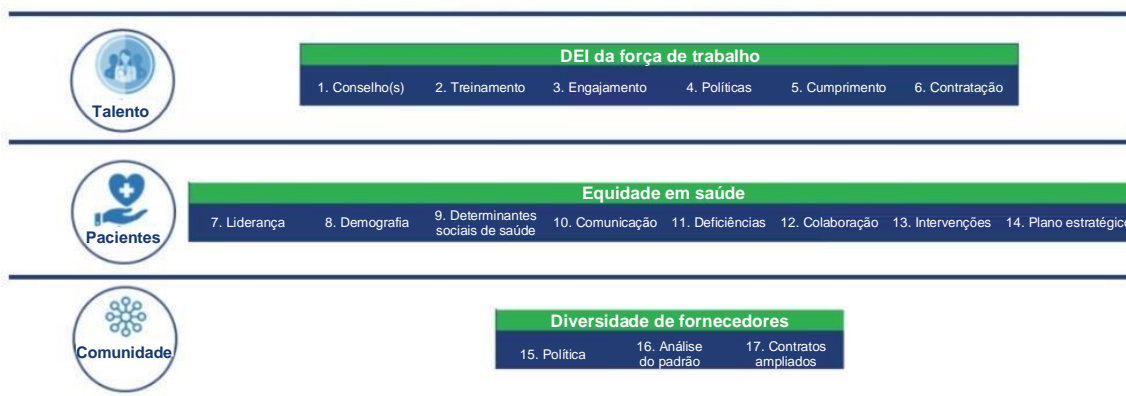 Talento
DEI da força de trabalho
1. Conselho(s) 2. Treinamento 3. Engajamento 4. Políticas 5. Cumprimento 6. Contratação
Pacientes
Equidade em saúde
7. Liderança 8. Demografia 9. Determinantes sociais de saúde 10. Comunicação 11. Deficiências 12. Colaboração 13. Intervenções 14. Plano estratégico
Comunidade
Diversidade de fornecedores
15. Política 16. Análise do padrão 17. Contratos ampliados